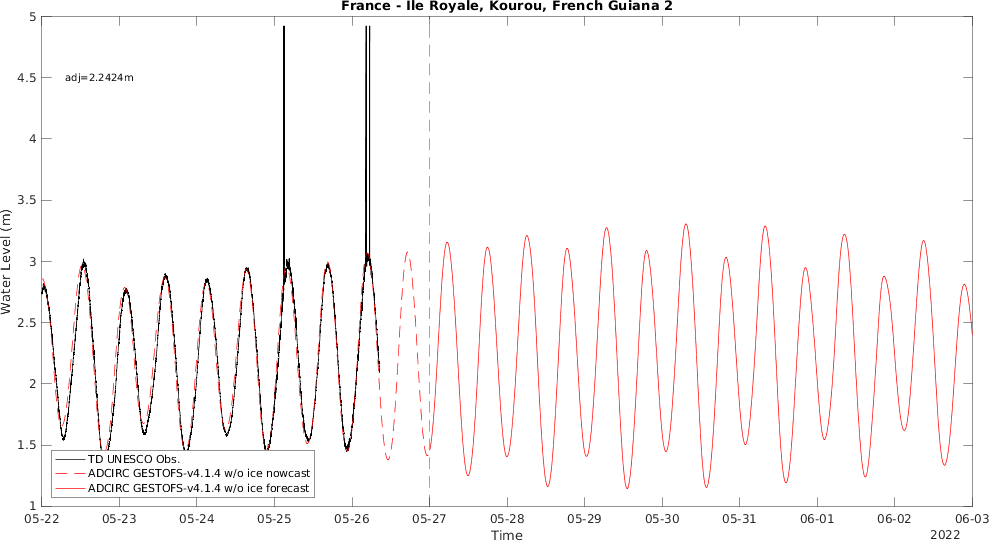 France - Ile Royale, Kourou, French Guiana 2
5
4.5
4
3.5
3
2.5
2
1.5
1
Water Level (m)
adj=2.2424m
TD UNESCO Obs.
ADCIRC GESTOFS-v4.1.4 w/o ice nowcast
ADCIRC GESTOFS-v4.1.4 w/o ice forecast
05-22 05-23 05-24 05-25 05-26 05-27 05-28 05-29 05-30 05-31 06-01 06-02 06-03
Time
2022